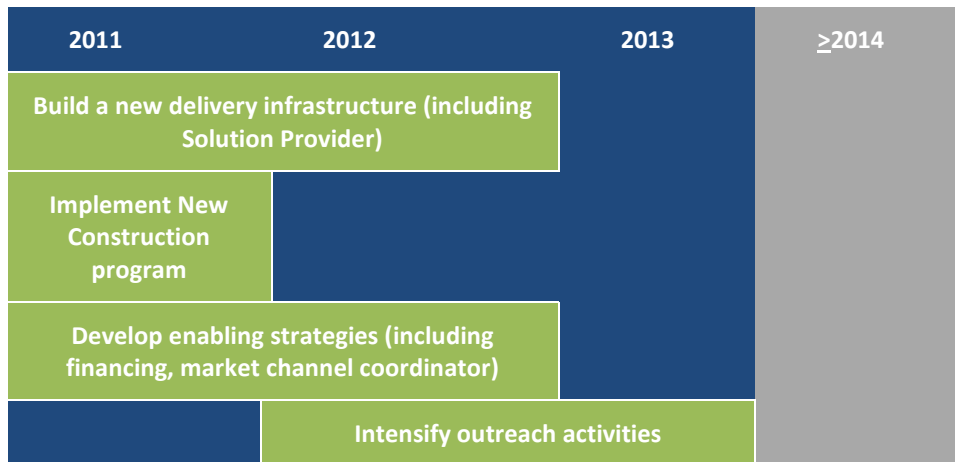 2011 2012 2013 ≥2014
Build a new delivery infrastructure (including
Solution Provider)
Implement New
Construction
program
Develop enabling strategies (including
financing, market channel coordinator)
Intensify outreach activities